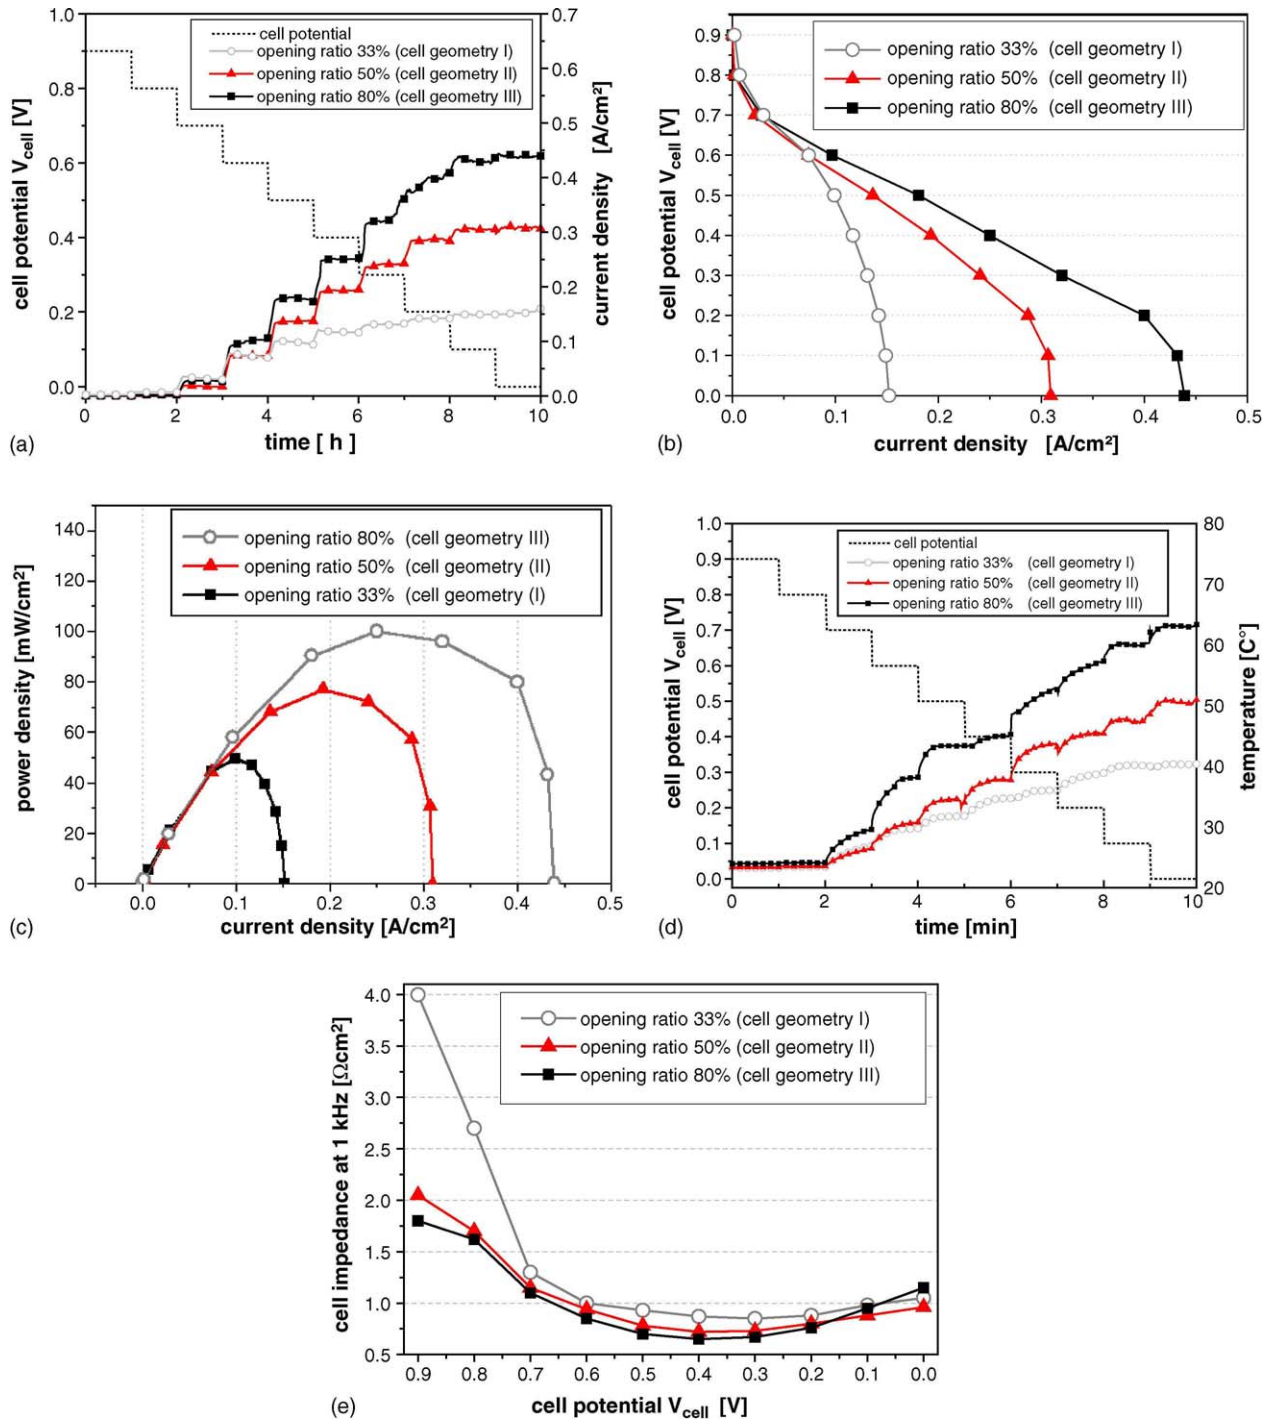 cell potential
opening ratio 33% (cell geometry I)
opening ratio 50% (cell geometry II)
opening ratio 80% (cell geometry III)
cell potential V_cell [V]
1.0
0.8
0.6
0.4
0.2
0.0
0.7
0.6
0.5
0.4
0.3
0.2
0.1
0.0
current density [A/cm²]
0 2 4 6 8 10
time [ h ]
(a)
opening ratio 33% (cell geometry I)
opening ratio 50% (cell geometry II)
opening ratio 80% (cell geometry III)
cell potential V_cell [V]
0.9
0.8
0.7
0.6
0.5
0.4
0.3
0.2
0.1
0.0
0.0 0.1 0.2 0.3 0.4 0.5
current density [A/cm²]
(b)
opening ratio 80% (cell geometry III)
opening ratio 50% (cell geometry (II)
opening ratio 33% (cell geometry (I)
power density [mW/cm²]
140
120
100
80
60
40
20
0
0.0 0.1 0.2 0.3 0.4 0.5
current density [A/cm²]
(c)
cell potential
opening ratio 33% (cell geometry I)
opening ratio 50% (cell geometry II)
opening ratio 80% (cell geometry III)
cell potential V_cell [V]
1.0
0.9
0.8
0.7
0.6
0.5
0.4
0.3
0.2
0.1
0.0
80
70
60
50
40
30
20
temperature [C°]
0 2 4 6 8 10
time [min]
(d)
opening ratio 33% (cell geometry I)
opening ratio 50% (cell geometry II)
opening ratio 80% (cell geometry III)
cell impedance at 1 kHz [Ωcm²]
4.0
3.5
3.0
2.5
2.0
1.5
1.0
0.5
0.9 0.8 0.7 0.6 0.5 0.4 0.3 0.2 0.1 0.0
cell potential V_cell [V]
(e)